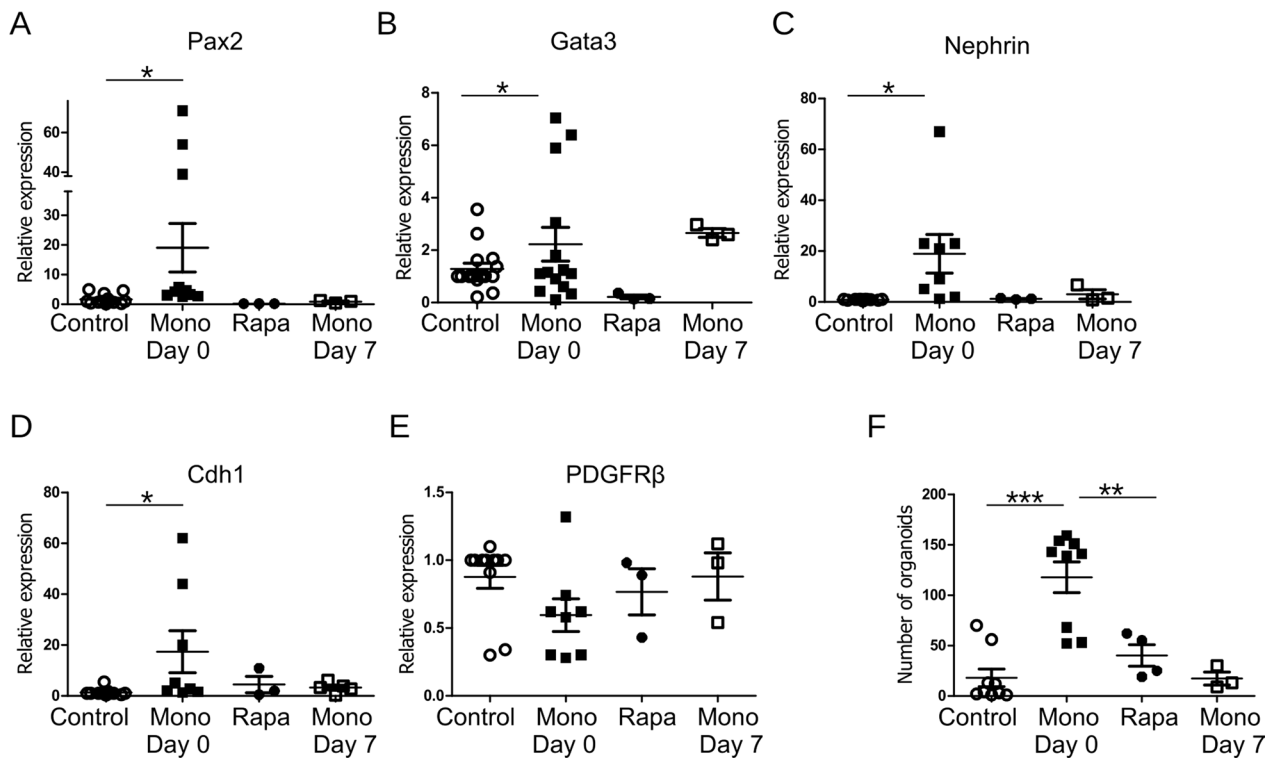 A
Pax2
*
Relative expression
60
40
30
20
10
0
Control Mono Rapa Mono
Day 0 Day 7
B
Gata3
*
Relative expression
8
6
4
2
0
Control Mono Rapa Mono
Day 0 Day 7
C
Nephrin
*
Relative expression
80
60
40
20
0
Control Mono Rapa Mono
Day 0 Day 7
D
Cdh1
*
Relative expression
80
60
40
20
0
Control Mono Rapa Mono
Day 0 Day 7
E
PDGFRβ
Relative expression
1.5
1.0
0.5
0.0
Control Mono Rapa Mono
Day 0 Day 7
F
*** **
Number of organoids
200
150
100
50
0
Control Mono Rapa Mono
Day 0 Day 7